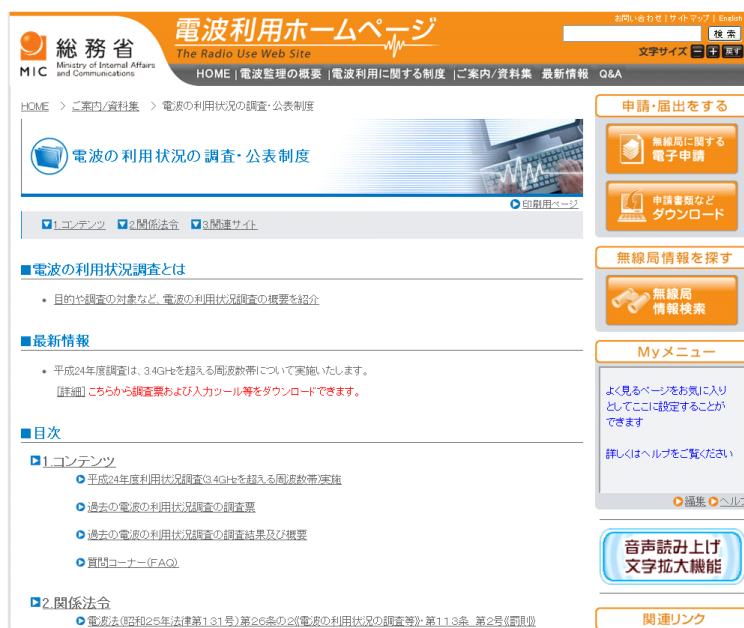 お問い合わせ | サイトマップ | English
総務省
MIC Ministry of Internal Affairs and Communications
電波利用ホームページ
The Radio Use Web Site
検索
文字サイズ － ＋ 戻す
HOME | 電波監理の概要 | 電波利用に関する制度 | ご案内/資料集 最新情報 Q&A
HOME > ご案内/資料集 > 電波の利用状況の調査・公表制度
電波の利用状況の調査・公表制度
印刷用ページ
1.コンテンツ 2.関係法令 3.関連サイト
■電波の利用状況調査とは
• 目的や調査の対象など、電波の利用状況調査の概要を紹介
■最新情報
• 平成24年度調査は、3.4GHzを超える周波数帯について実施いたします。
[詳細] こちらから調査票および入力ツール等をダウンロードできます。
■目次
1.コンテンツ
平成24年度利用状況調査(3.4GHzを超える周波数帯)実施
過去の電波の利用状況調査の調査票
過去の電波の利用状況調査の調査結果及び概要
質問コーナー(FAQ)
2.関係法令
電波法(昭和25年法律第131号)第26条の2《電波の利用状況の調査等》・第113条 第2号《罰則》
申請・届出をする
無線局に関する
電子申請
申請書類など
ダウンロード
無線局情報を探す
無線局
情報検索
Myメニュー
よく見るページをお気に入り
としてここに設定することが
できます
詳しくはヘルプをご覧ください
編集 ヘルプ
音声読み上げ
文字拡大機能
関連リンク